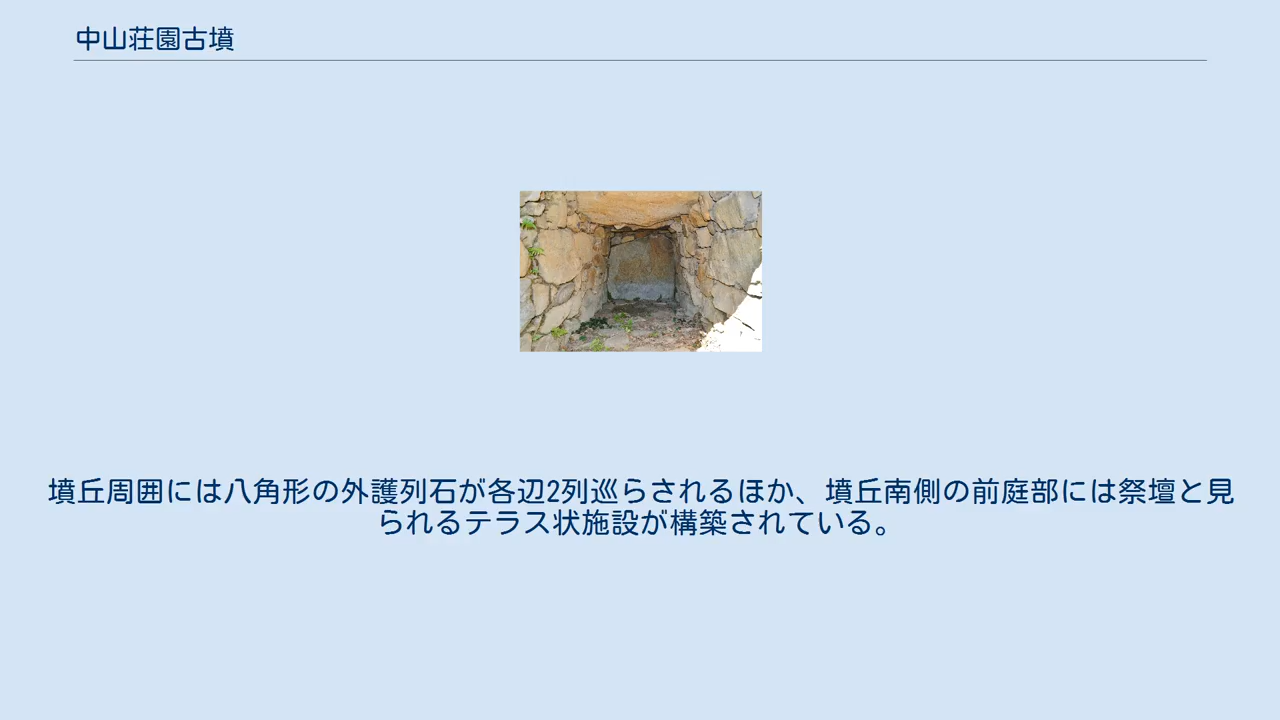 中山荘園古墳
墳丘周囲には八角形の外護列石が各辺2列巡らされるほか、墳丘南側の前庭部には祭壇と見
られるテラス状施設が構築されている。